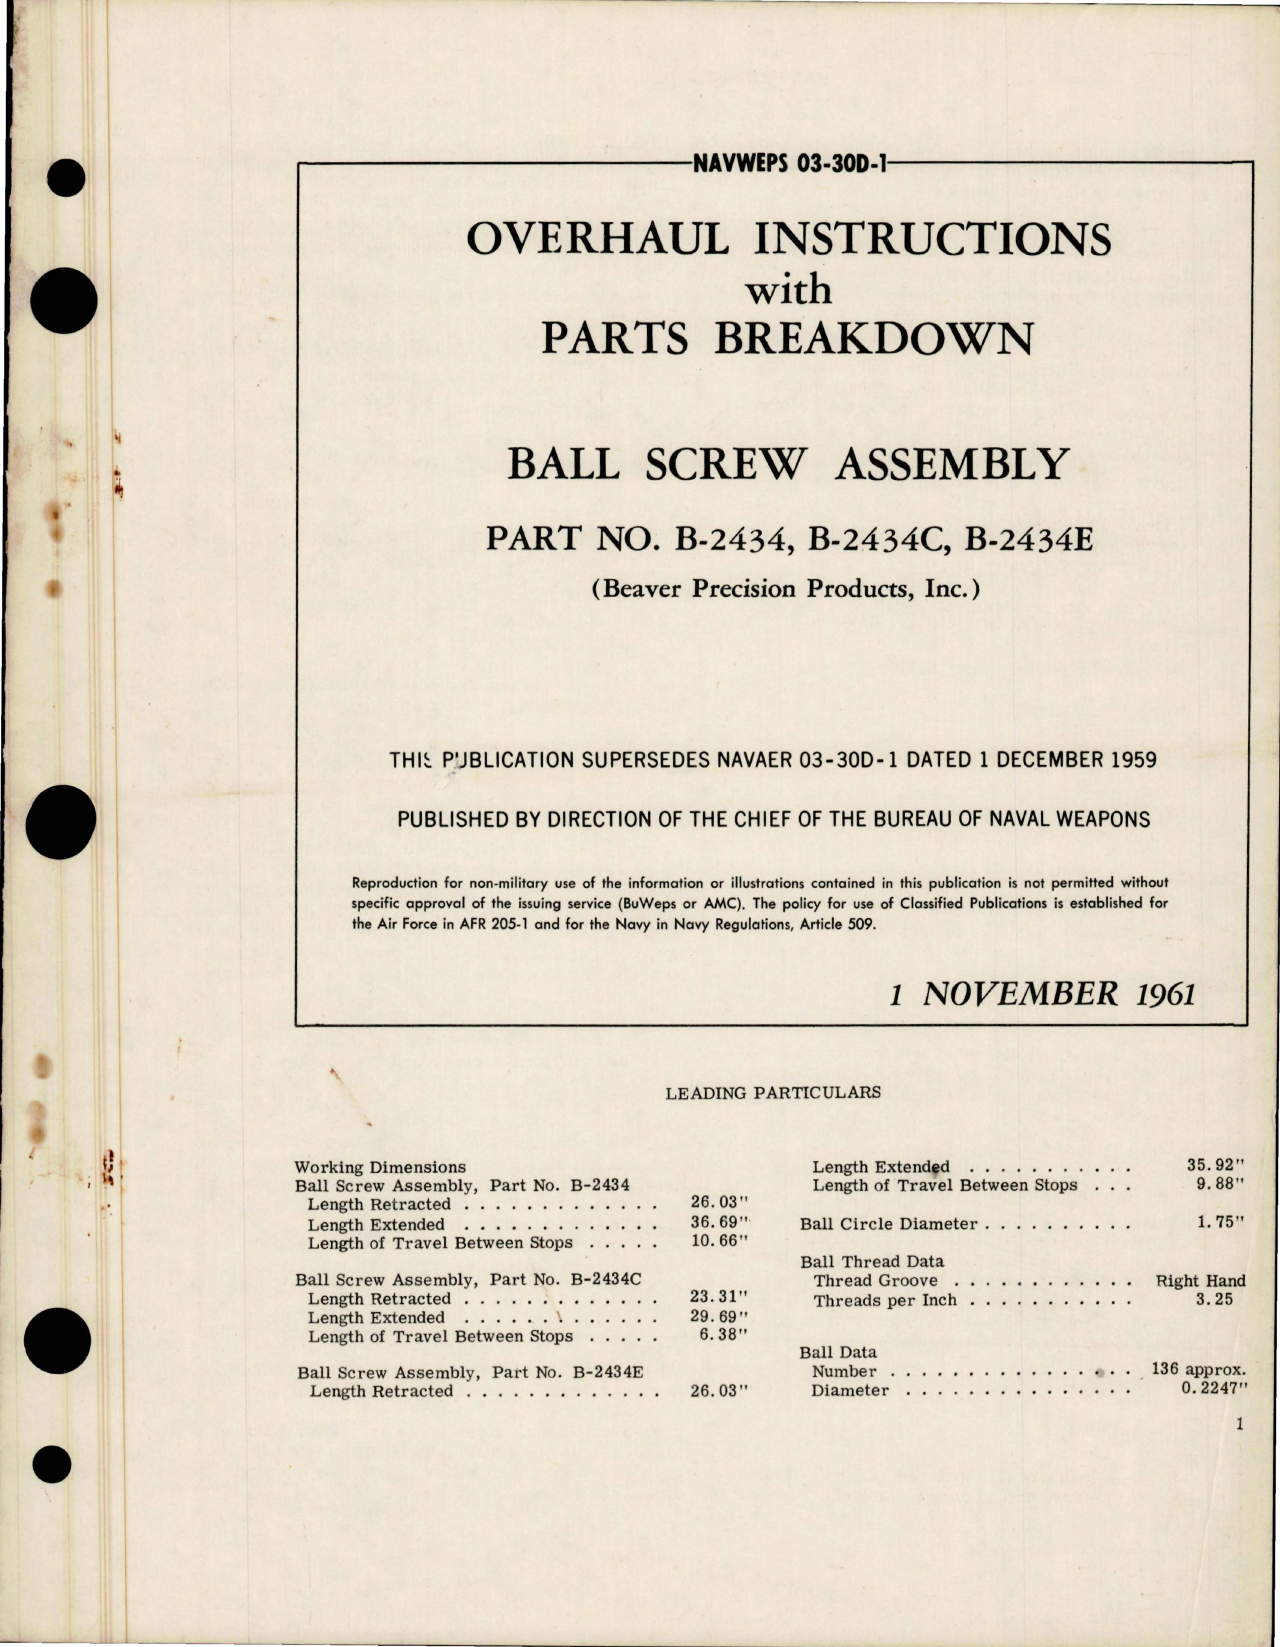 NAVWEPS 03-30D-1
OVERHAUL INSTRUCTIONS
with
PARTS BREAKDOWN
BALL SCREW ASSEMBLY
PART NO. B-2434, B-2434C, B-2434E
(Beaver Precision Products, Inc.)
THIS PUBLICATION SUPERSEDES NAVAER 03-30D-1 DATED 1 DECEMBER 1959
PUBLISHED BY DIRECTION OF THE CHIEF OF THE BUREAU OF NAVAL WEAPONS
Reproduction for non-military use of the information or illustrations contained in this publication is not permitted without
specific approval of the issuing service (BuWeps or AMC). The policy for use of Classified Publications is established for
the Air Force in AFR 205-1 and for the Navy in Navy Regulations, Article 509.
1 NOVEMBER 1961
LEADING PARTICULARS
Working Dimensions
Ball Screw Assembly, Part No. B-2434
Length Retracted . . . . . . . . . . . . . 26.03"
Length Extended . . . . . . . . . . . . . 36.69"
Length of Travel Between Stops . . . . . 10.66"
Ball Screw Assembly, Part No. B-2434C
Length Retracted . . . . . . . . . . . . . 23.31"
Length Extended . . . . . . . . . . . . . 29.69"
Length of Travel Between Stops . . . . . 6.38"
Ball Screw Assembly, Part No. B-2434E
Length Retracted . . . . . . . . . . . . . 26.03"
Length Extended . . . . . . . . . . . 35.92"
Length of Travel Between Stops . . . 9.88"
Ball Circle Diameter . . . . . . . . . . 1.75"
Ball Thread Data
Thread Groove . . . . . . . . . . . . Right Hand
Threads per Inch . . . . . . . . . . . 3.25
Ball Data
Number . . . . . . . . . . . . . . . . 136 approx.
Diameter . . . . . . . . . . . . . . . 0.2247"
1